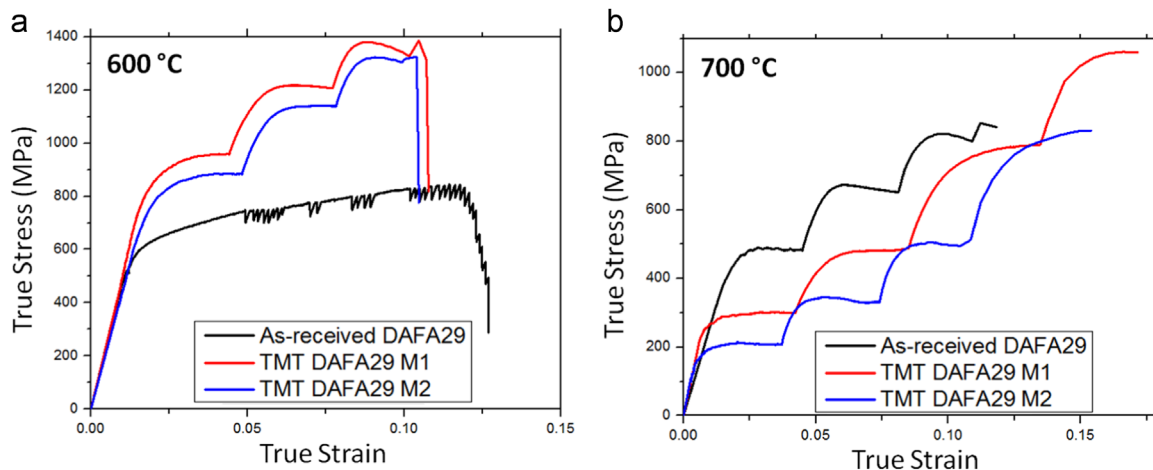 a
600 °C
True Stress (MPa)
1400
1200
1000
800
600
400
200
0
As-received DAFA29
TMT DAFA29 M1
TMT DAFA29 M2
0.00
0.05
0.10
0.15
True Strain
b
700 °C
True Stress (MPa)
1000
800
600
400
200
0
As-received DAFA29
TMT DAFA29 M1
TMT DAFA29 M2
0.00
0.05
0.10
0.15
True Strain